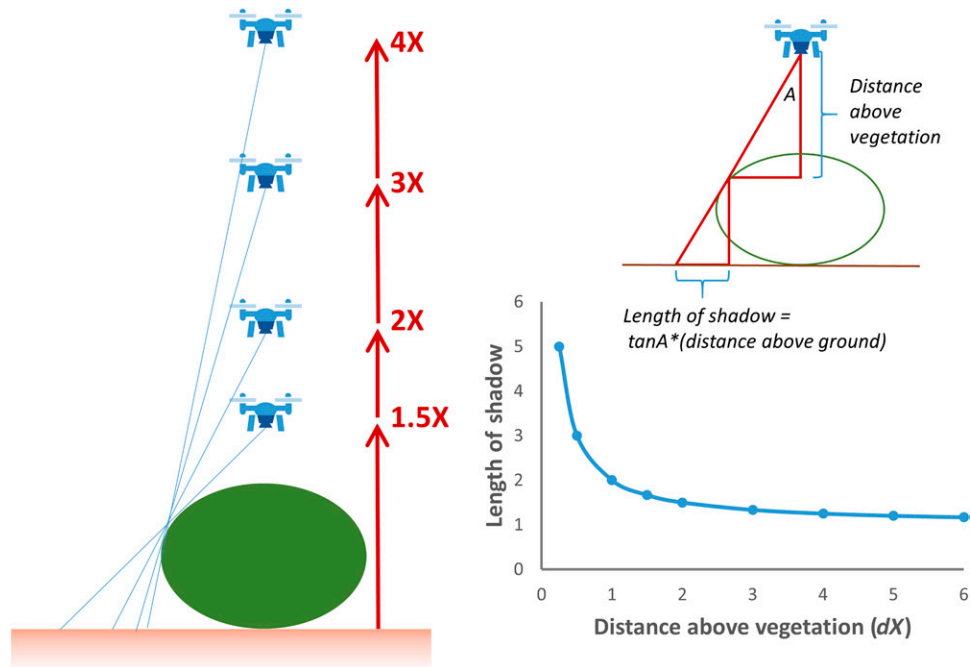 4X
3X
2X
1.5X
A
Distance
above
vegetation
Length of shadow =
tanA*(distance above ground)
Length of shadow
6
5
4
3
2
1
0
0 1 2 3 4 5 6
Distance above vegetation (dX)